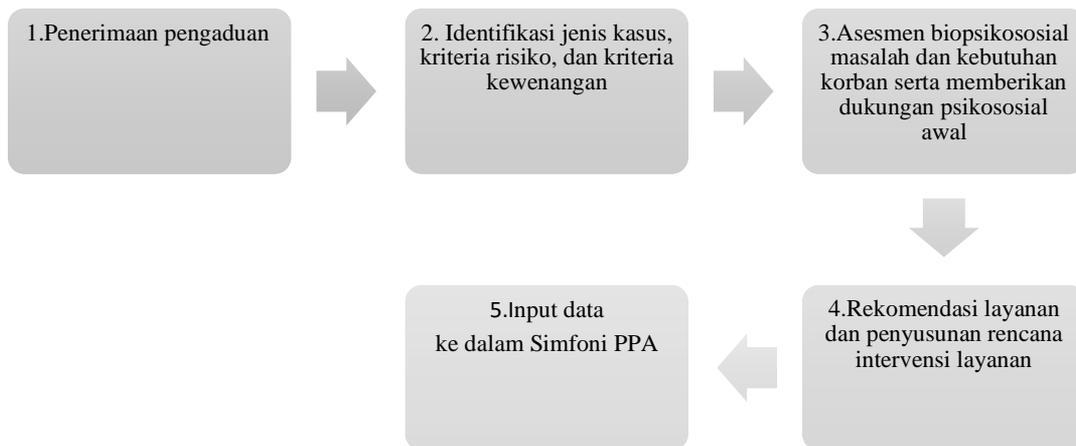 1.Penerimaan pengaduan
2. Identifikasi jenis kasus,
kriteria risiko, dan kriteria
kewenangan
3.Asesmen biopsikososial
masalah dan kebutuhan
korban serta memberikan
dukungan psikososial
awal
4.Rekomendasi layanan
dan penyusunan rencana
intervensi layanan
5.Input data
ke dalam Simfoni PPA